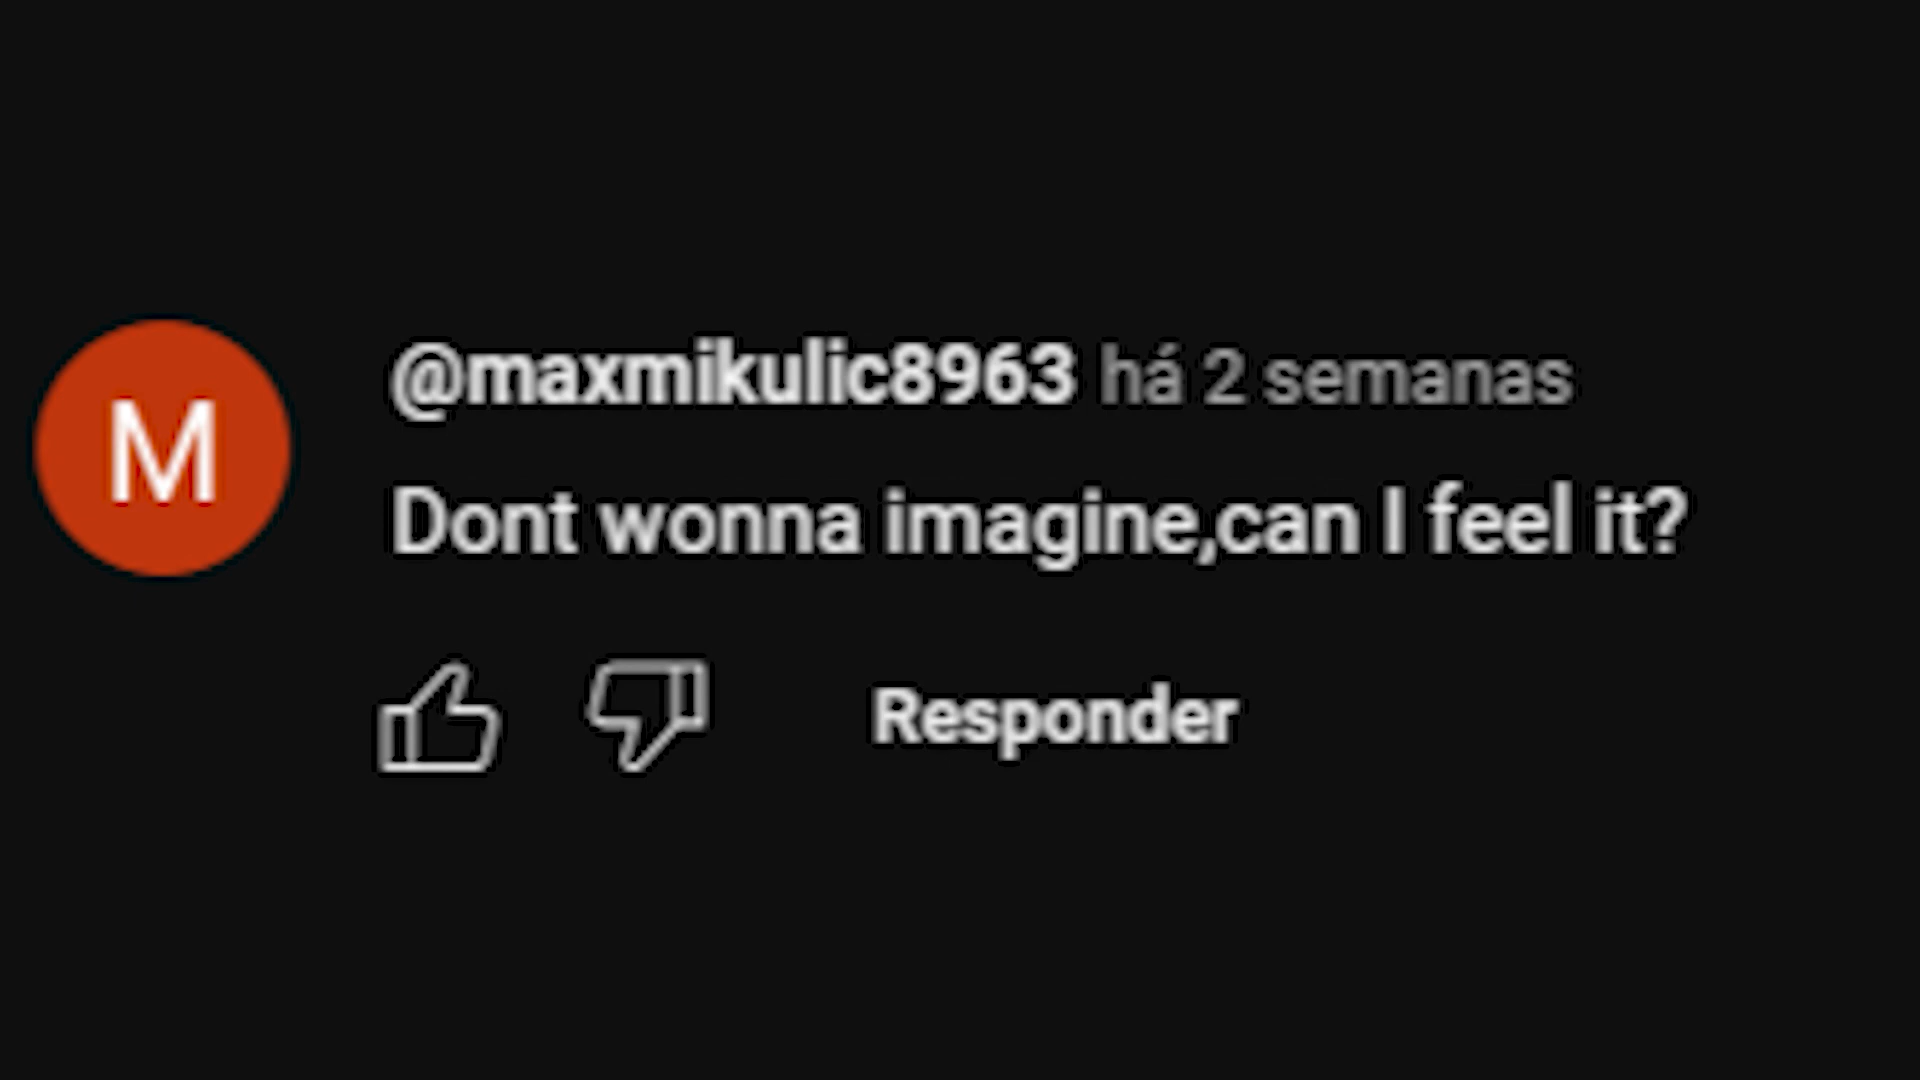 M
@maxmikulic8963 há 2 semanas
Dont wonna imagine,can I feel it?
Responder